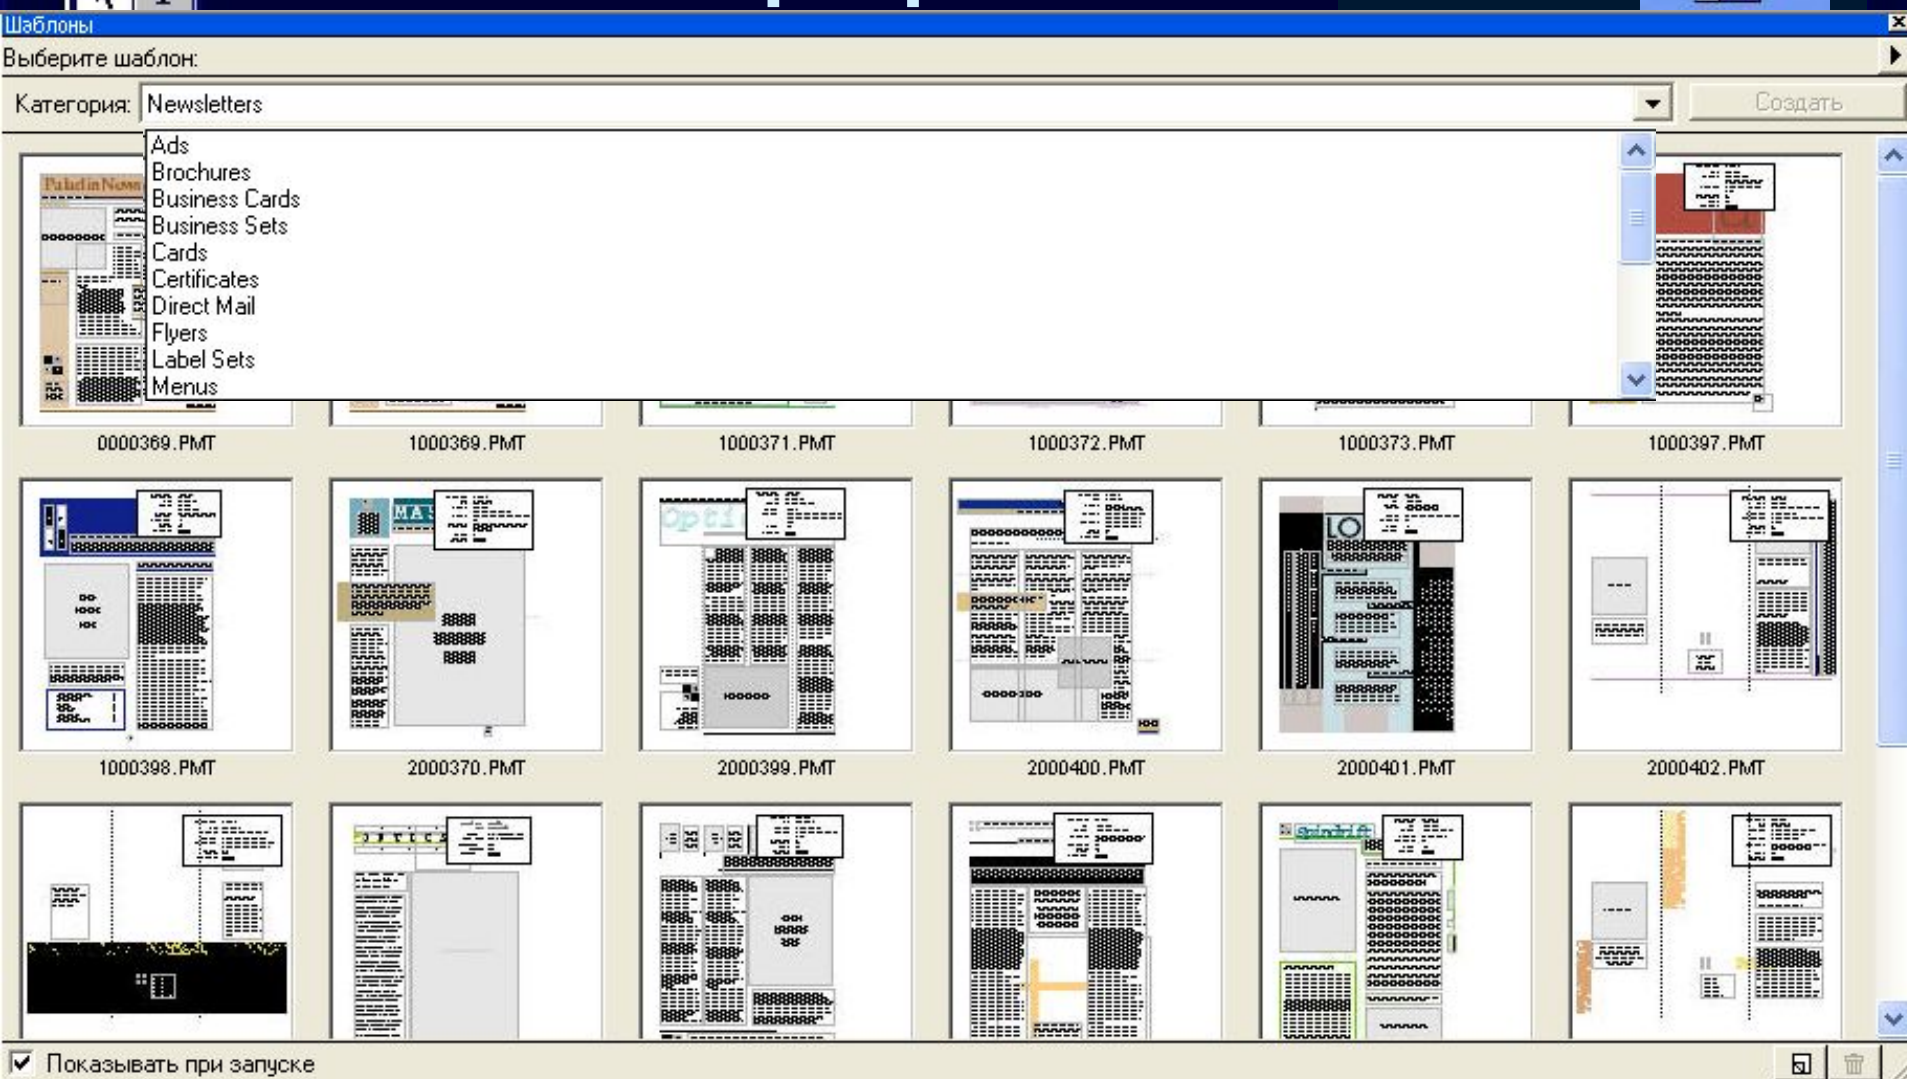 Шаблоны
Выберите шаблон:
Категория: Newsletters Создать
Ads
Brochures
Business Cards
Business Sets
Cards
Certificates
Direct Mail
Flyers
Label Sets
Menus
0000369.PMT 1000369.PMT 1000371.PMT 1000372.PMT 1000373.PMT 1000397.PMT
1000398.PMT 2000370.PMT 2000399.PMT 2000400.PMT 2000401.PMT 2000402.PMT
Spindrift
Показывать при запуске